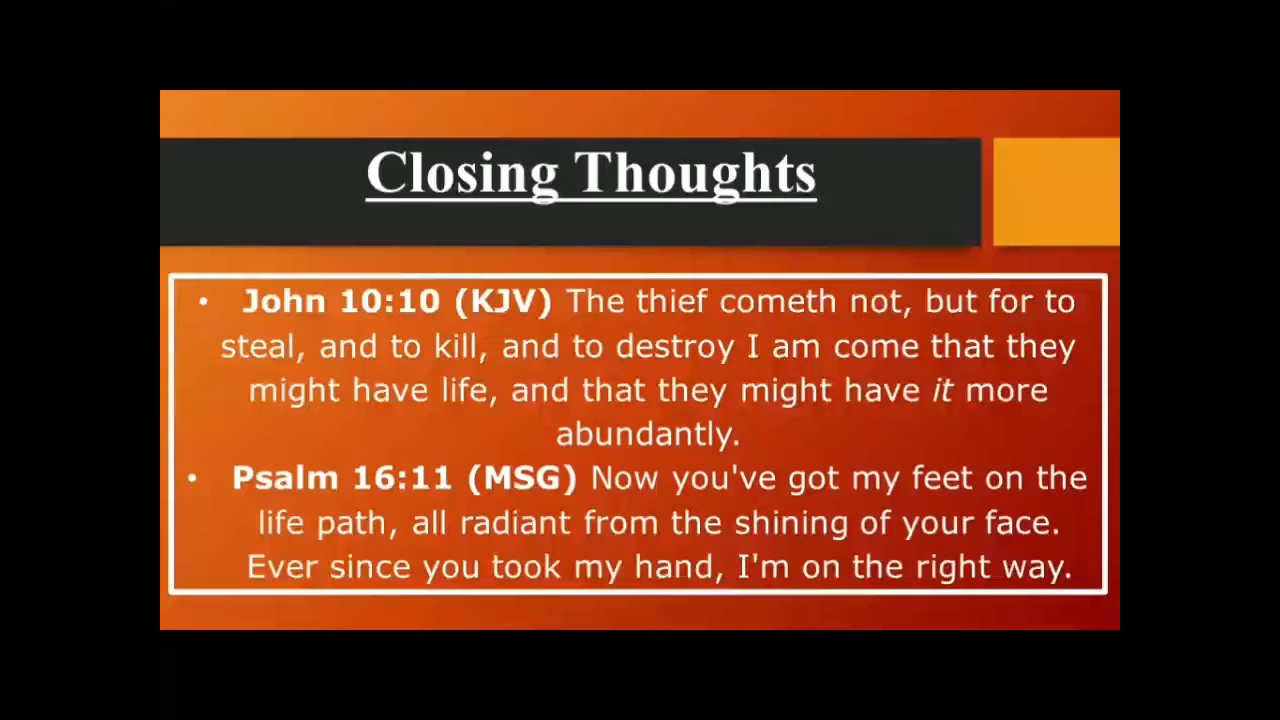 Closing Thoughts
• John 10:10 (KJV) The thief cometh not, but for to
steal, and to kill, and to destroy I am come that they
might have life, and that they might have it more
abundantly.
• Psalm 16:11 (MSG) Now you've got my feet on the
life path, all radiant from the shining of your face.
Ever since you took my hand, I'm on the right way.